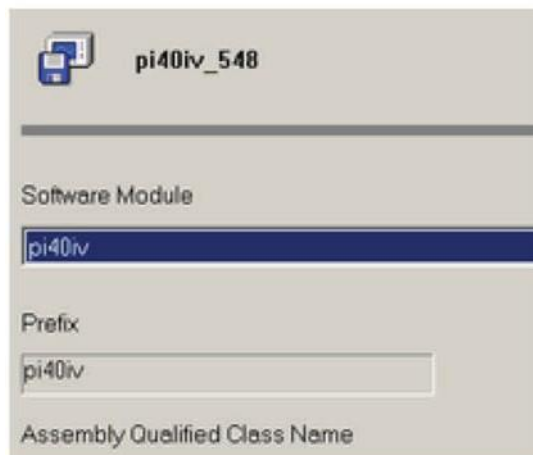 pi40iv_548
Software Module
pi40iv
Prefix
pi40iv
Assembly Qualified Class Name